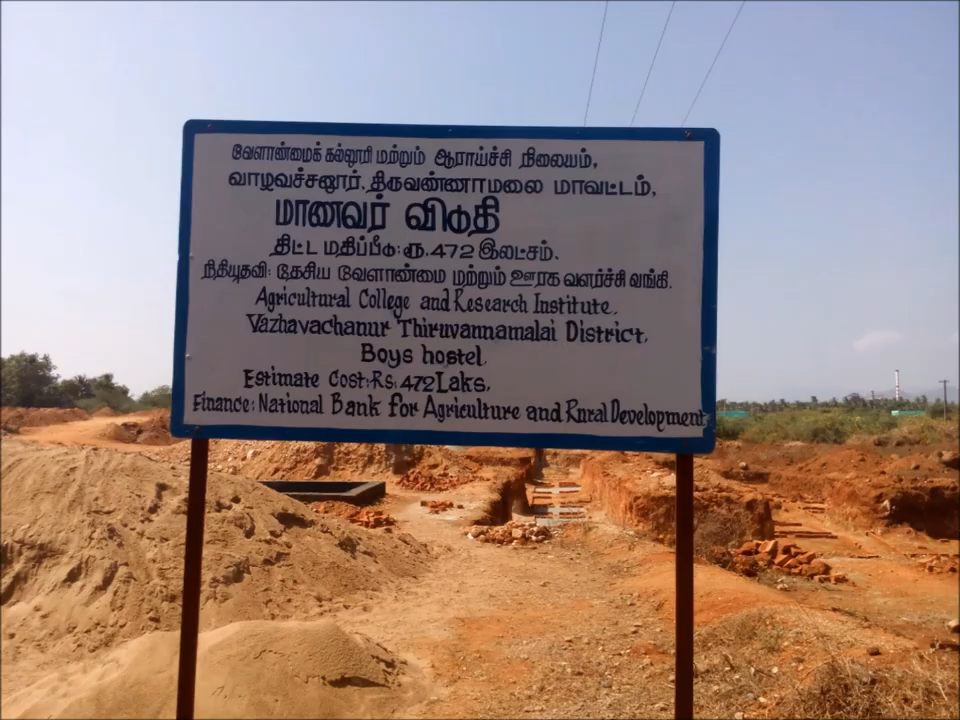 வேளாண்மைக் கல்லூரி மற்றும் ஆராய்ச்சி நிலையம்,
வாழவச்சனூர், திருவண்ணாமலை மாவட்டம்,
மாணவர் விடுதி
திட்ட மதிப்பீடு: ரூ.472 இலட்சம்.
நிதியுதவி: தேசிய வேளாண்மை மற்றும் ஊரக வளர்ச்சி வங்கி.
Agricultural College and Research Institute,
Vazhavachanur Thiruvannamalai District,
Boys hostel,
Estimate Cost:Rs: 472 Laks,
Finance: National Bank for Agriculture and Rural Development